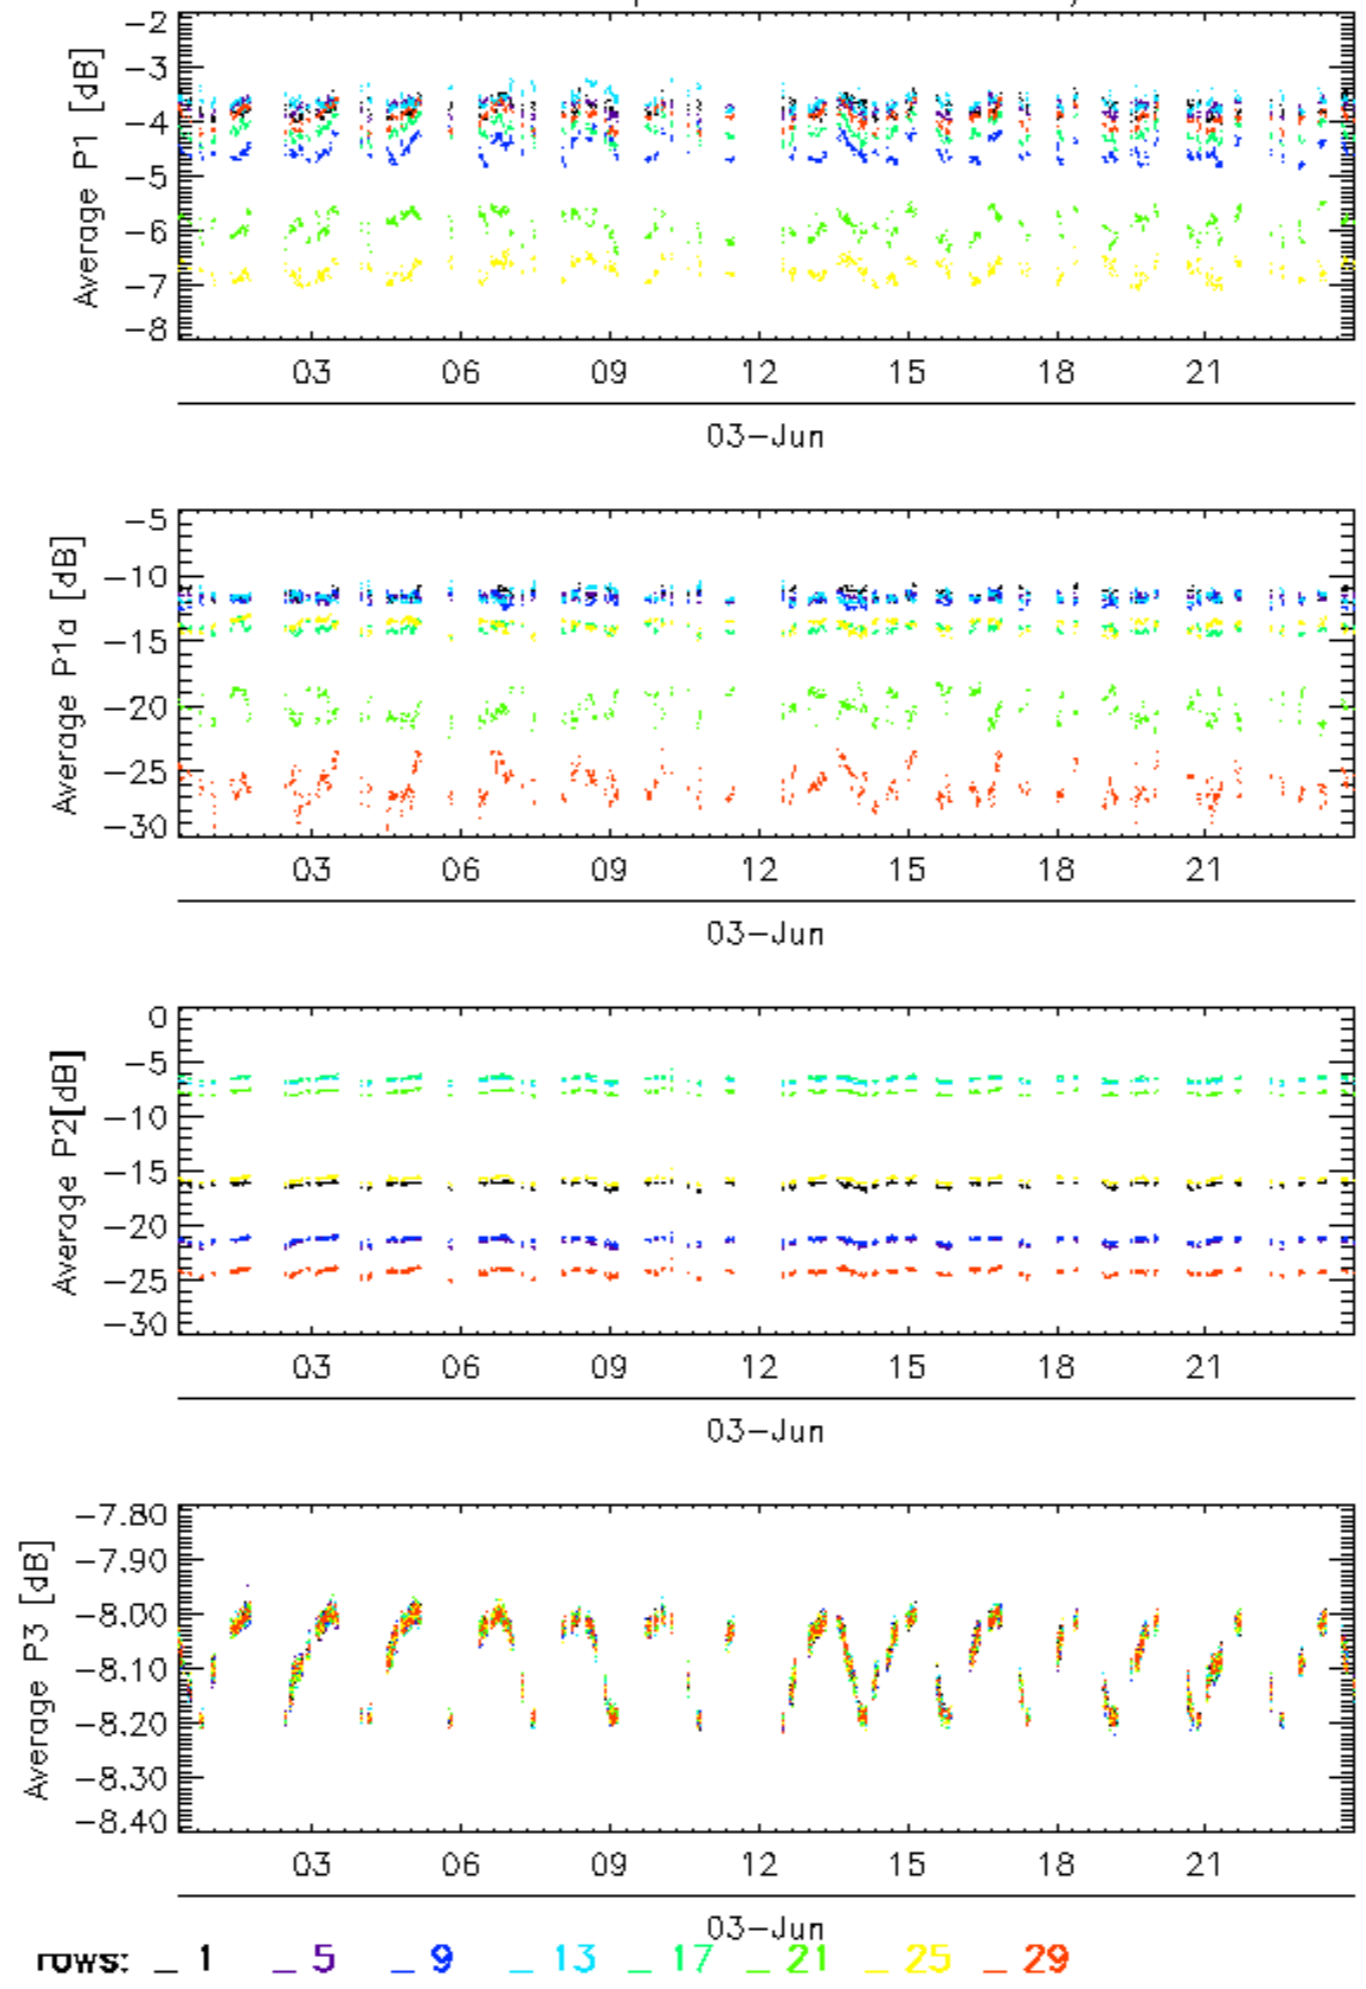 Average P1 [dB]
-2
-3
-4
-5
-6
-7
-8
03 06 09 12 15 18 21
03-Jun
Average P1a [dB]
-5
-10
-15
-20
-25
-30
03 06 09 12 15 18 21
03-Jun
Average P2[dB]
0
-5
-10
-15
-20
-25
-30
03 06 09 12 15 18 21
03-Jun
Average P3 [dB]
-7.80
-7.90
-8.00
-8.10
-8.20
-8.30
-8.40
03 06 09 12 15 18 21
03-Jun
rows: _ 1 _ 5 _ 9 _ 13 _ 17 _ 21 _ 25 _ 29